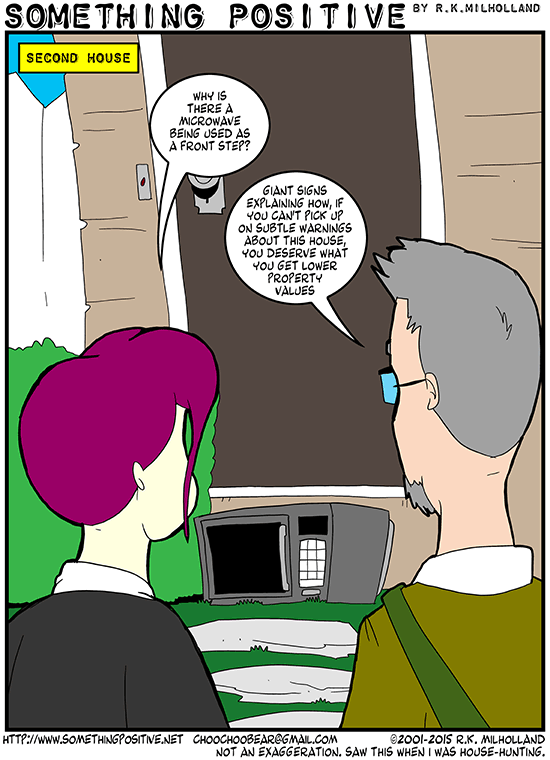 SOMETHING POSITIVE BY R.K.MILHOLLAND
SECOND HOUSE
WHY IS
THERE A
MICROWAVE
BEING USED AS
A FRONT STEP?
GIANT SIGNS
EXPLAINING HOW, IF
YOU CAN'T PICK UP
ON SUBTLE WARNINGS
ABOUT THIS HOUSE,
YOU DESERVE WHAT
YOU GET LOWER
PROPERTY
VALUES
HTTP://WWW.SOMETHINGPOSITIVE.NET CHOOCHOOBEAR@GMAIL.COM ©2001-2015 R.K. MILHOLLAND
NOT AN EXAGGERATION. SAW THIS WHEN I WAS HOUSE-HUNTING.